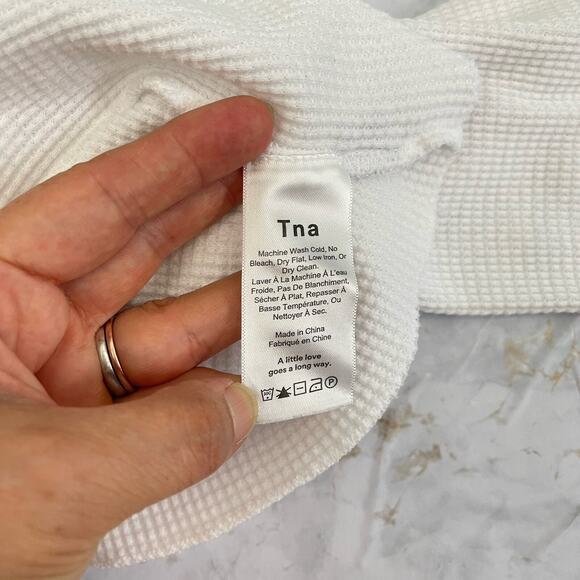 Tna
Machine Wash Cold, No
Bleach, Dry Flat, Low Iron, Or
Dry Clean.
Laver À La Machine À L'eau
Froide, Pas De Blanchiment,
Sécher À Plat, Repasser À
Basse Température, Ou
Nettoyer À Sec.
Made in China
Fabriqué en Chine
A little love
goes a long way.